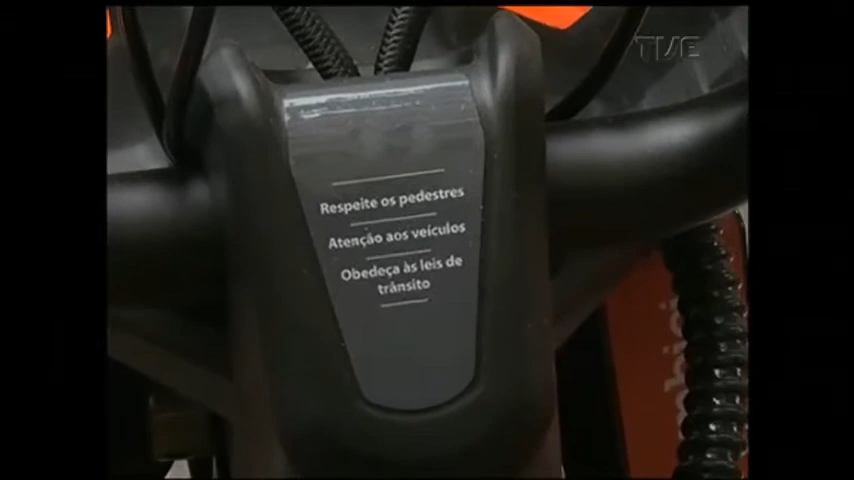 TVE
Respeite os pedestres
Atenção aos veículos
Obedeça às leis de
trânsito